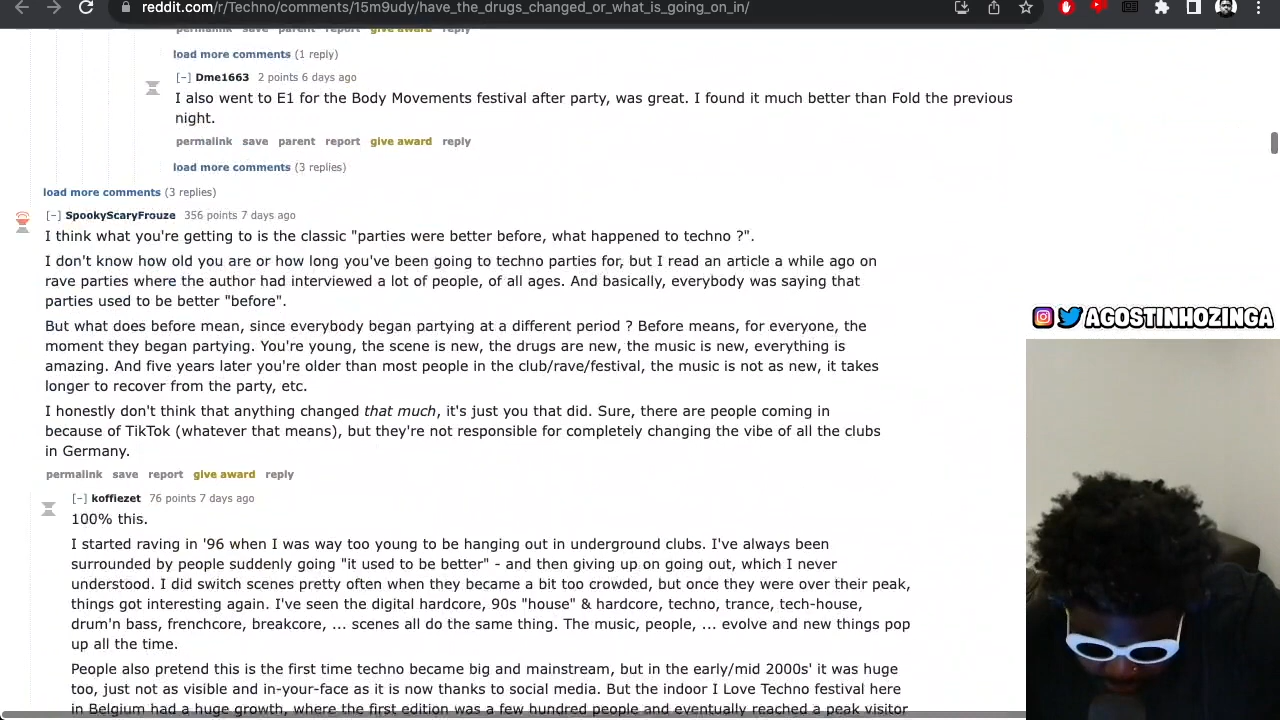 reddit.com/r/Techno/comments/15m9udy/have_the_drugs_changed_or_what_is_going_on_in/
permalink save parent report give award reply
load more comments (1 reply)
[-] Dme1663 2 points 6 days ago
I also went to E1 for the Body Movements festival after party, was great. I found it much better than Fold the previous
night.
permalink save parent report give award reply
load more comments (3 replies)
load more comments (3 replies)
[-] SpookyScaryFrouze 356 points 7 days ago
I think what you're getting to is the classic "parties were better before, what happened to techno ?".
I don't know how old you are or how long you've been going to techno parties for, but I read an article a while ago on
rave parties where the author had interviewed a lot of people, of all ages. And basically, everybody was saying that
parties used to be better "before".
But what does before mean, since everybody began partying at a different period ? Before means, for everyone, the
moment they began partying. You're young, the scene is new, the drugs are new, the music is new, everything is
amazing. And five years later you're older than most people in the club/rave/festival, the music is not as new, it takes
longer to recover from the party, etc.
I honestly don't think that anything changed that much, it's just you that did. Sure, there are people coming in
because of TikTok (whatever that means), but they're not responsible for completely changing the vibe of all the clubs
in Germany.
permalink save report give award reply
[-] koffiezet 76 points 7 days ago
100% this.
I started raving in '96 when I was way too young to be hanging out in underground clubs. I've always been
surrounded by people suddenly going "it used to be better" - and then giving up on going out, which I never
understood. I did switch scenes pretty often when they became a bit too crowded, but once they were over their peak,
things got interesting again. I've seen the digital hardcore, 90s "house" & hardcore, techno, trance, tech-house,
drum'n bass, frenchcore, breakcore, ... scenes all do the same thing. The music, people, ... evolve and new things pop
up all the time.
People also pretend this is the first time techno became big and mainstream, but in the early/mid 2000s' it was huge
too, just not as visible and in-your-face as it is now thanks to social media. But the indoor I Love Techno festival here
in Belgium had a huge growth, where the first edition was a few hundred people and eventually reached a peak visitor
AGOSTINHOZINGA